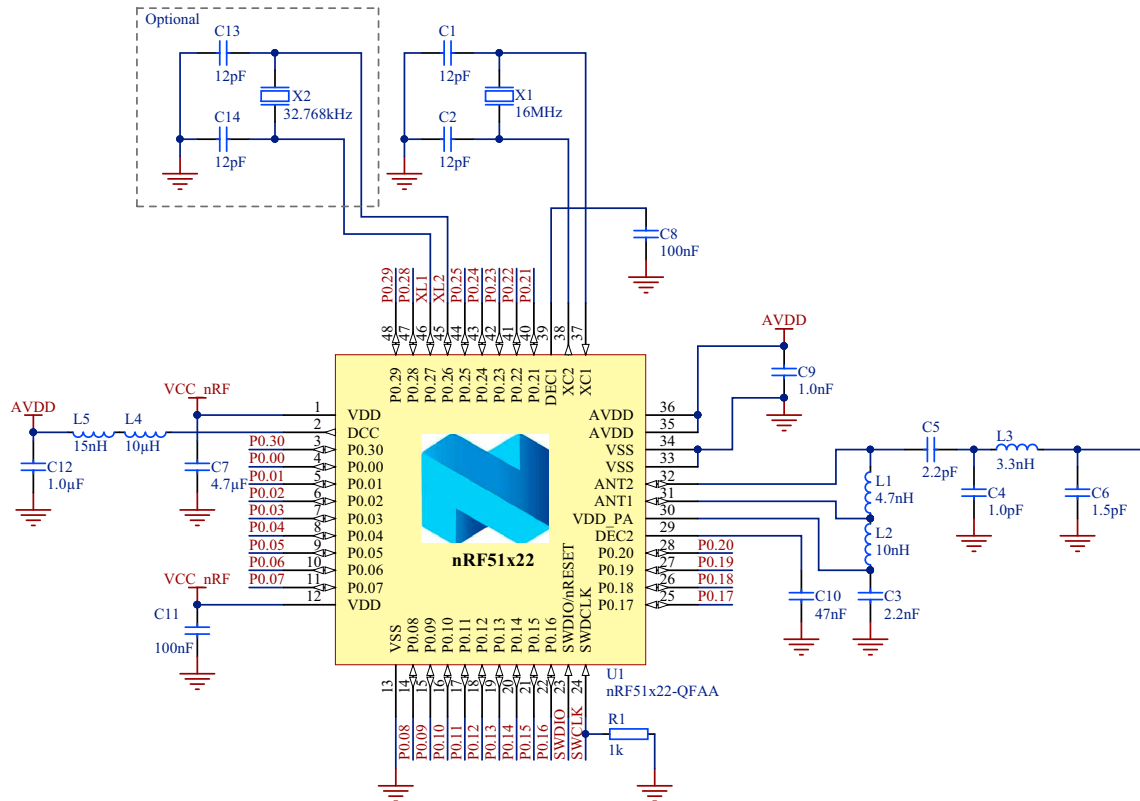 Optional
C13
12pF
X2
32.768kHz
C14
12pF
C1
12pF
X1
16MHz
C2
12pF
C8
100nF
P0.29
P0.28
XL1
XL2
P0.25
P0.24
P0.23
P0.22
P0.21
48
47
46
45
44
43
42
41
40
39
38
37
P0.29
P0.28
P0.27
P0.26
P0.25
P0.24
P0.23
P0.22
P0.21
DEC1
XC2
XC1
AVDD
L5
15nH
L4
10µH
C12
1.0µF
VCC_nRF
C7
4.7µF
P0.30
P0.00
P0.01
P0.02
P0.03
P0.04
P0.05
P0.06
P0.07
VCC_nRF
C11
100nF
1 VDD
2 DCC
3 P0.30
4 P0.00
5 P0.01
6 P0.02
7 P0.03
8 P0.04
9 P0.05
10 P0.06
11 P0.07
12 VDD
nRF51x22
AVDD 36
AVDD 35
VSS 34
VSS 33
ANT2 32
ANT1 31
VDD_PA 30
DEC2 29
P0.20 28 P0.20
P0.19 27 P0.19
P0.18 26 P0.18
P0.17 25 P0.17
AVDD
C9
1.0nF
C5
2.2pF
L3
3.3nH
L1
4.7nH
C4
1.0pF
C6
1.5pF
L2
10nH
C10
47nF
C3
2.2nF
VSS
P0.08
P0.09
P0.10
P0.11
P0.12
P0.13
P0.14
P0.15
P0.16
SWDIO/nRESET
SWDCLK
13
14
15
16
17
18
19
20
21
22
23
24
P0.08
P0.09
P0.10
P0.11
P0.12
P0.13
P0.14
P0.15
P0.16
SWDIO
SWCLK
U1
nRF51x22-QFAA
R1
1k